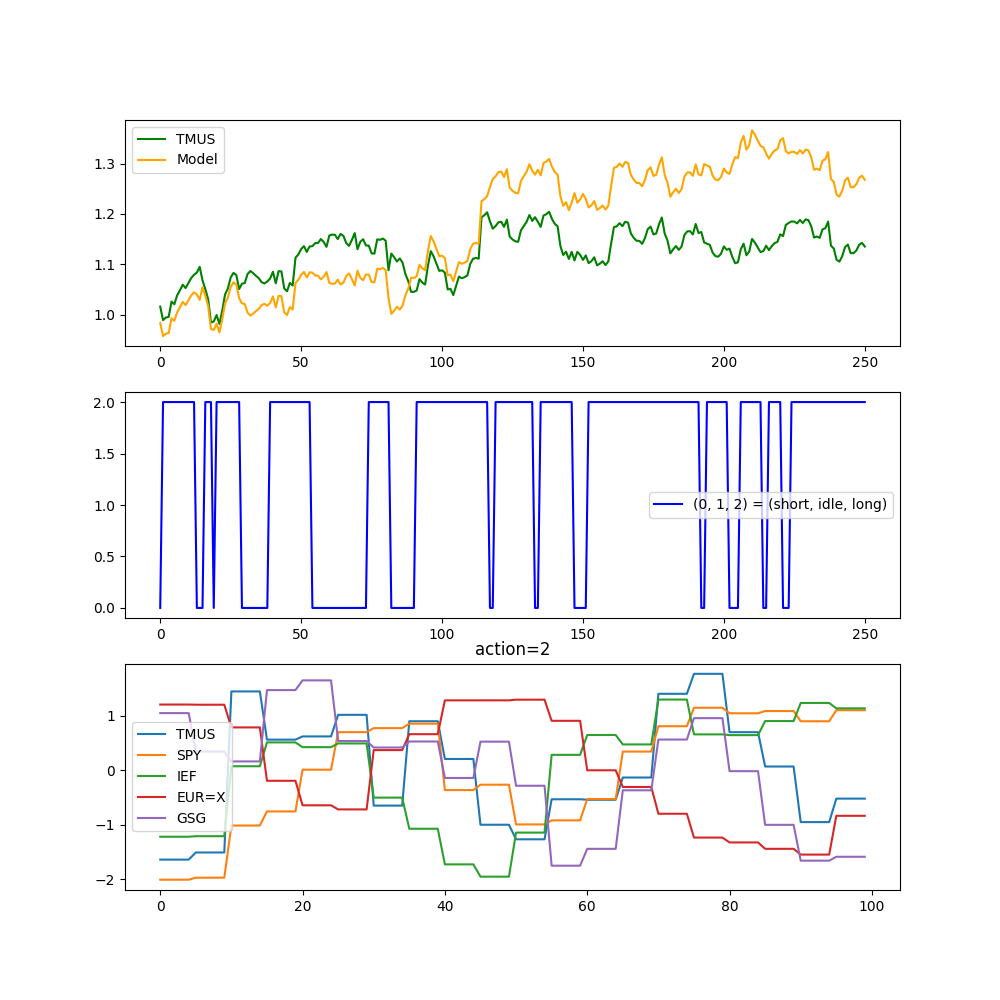 TMUS
Model
1.3
1.2
1.1
1.0
0 50 100 150 200 250
2.0
1.5
1.0
0.5
0.0
(0, 1, 2) = (short, idle, long)
0 50 100 150 200 250
action=2
TMUS
SPY
IEF
EUR=X
GSG
1
0
−1
−2
0 20 40 60 80 100